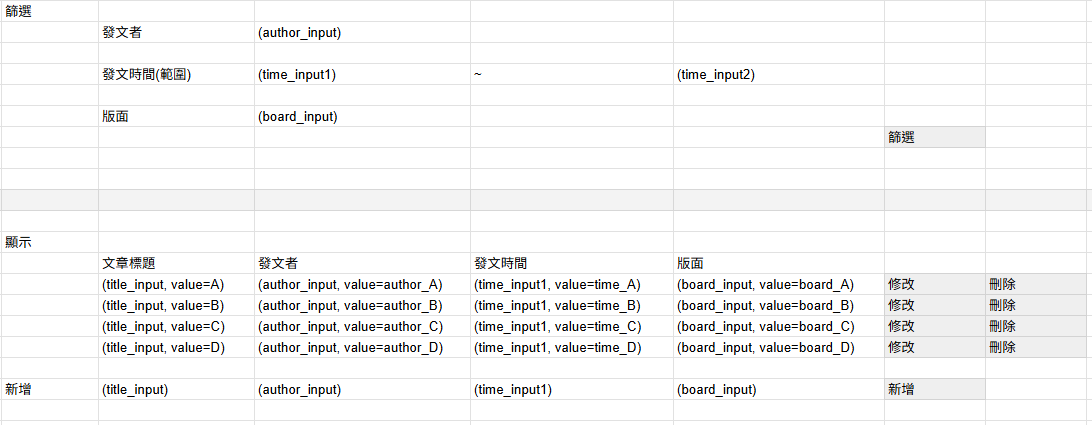 篩選
發文者 (author_input)
發文時間(範圍) (time_input1) ~ (time_input2)
版面 (board_input)
篩選
顯示
文章標題 發文者 發文時間 版面
(title_input, value=A) (author_input, value=author_A) (time_input1, value=time_A) (board_input, value=board_A) 修改 刪除
(title_input, value=B) (author_input, value=author_B) (time_input1, value=time_B) (board_input, value=board_B) 修改 刪除
(title_input, value=C) (author_input, value=author_C) (time_input1, value=time_C) (board_input, value=board_C) 修改 刪除
(title_input, value=D) (author_input, value=author_D) (time_input1, value=time_D) (board_input, value=board_D) 修改 刪除
新增 (title_input) (author_input) (time_input1) (board_input) 新增